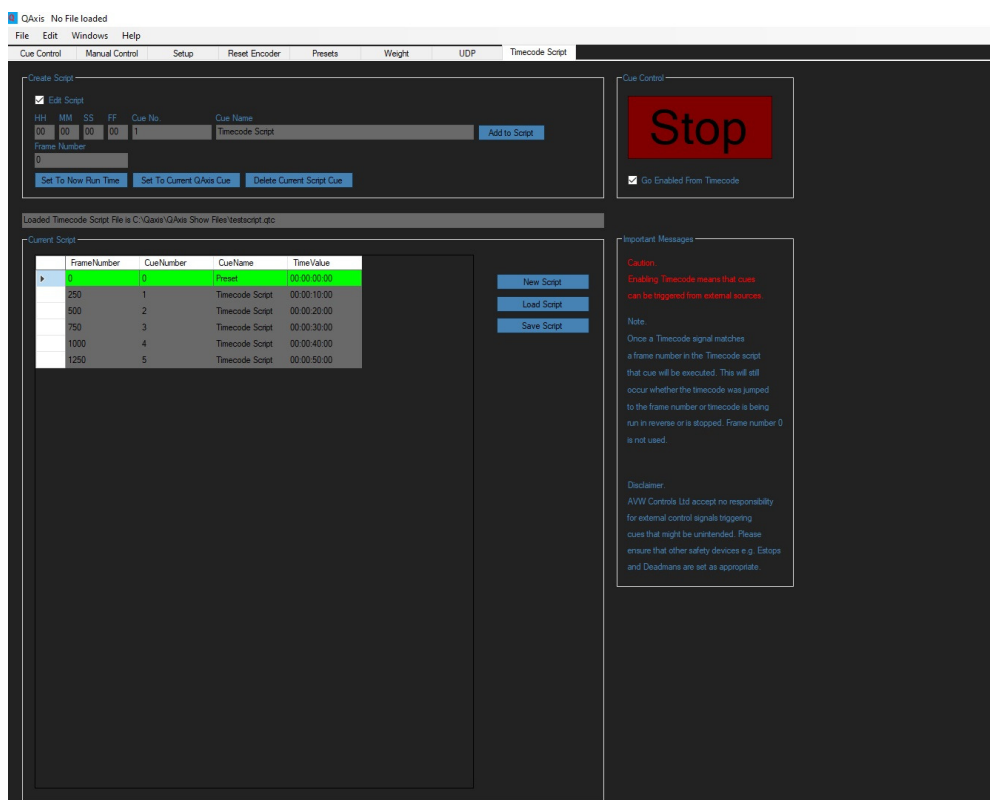 QAxis No File loaded
File Edit Windows Help
Cue Control Manual Control Setup Reset Encoder Presets Weight UDP Timecode Script
Create Script
Edit Script
HH MM SS FF Cue No. Cue Name
00 00 00 00 1 Timecode Script Add to Script
Frame Number
0
Set To Now Run Time Set To Current QAxis Cue Delete Current Script Cue
Loaded Timecode Script File is C:\Qaxis\QAxis Show Files\testscript.qtc
Current Script
FrameNumber CueNumber CueName TimeValue
0 0 Preset 00:00:00:00
250 1 Timecode Script 00:00:10:00
500 2 Timecode Script 00:00:20:00
750 3 Timecode Script 00:00:30:00
1000 4 Timecode Script 00:00:40:00
1250 5 Timecode Script 00:00:50:00
New Script
Load Script
Save Script
Cue Control
Stop
Go Enabled From Timecode
Important Messages
Caution.
Enabling Timecode means that cues
can be triggered from external sources.
Note.
Once a Timecode signal matches
a frame number in the Timecode script
that cue will be executed. This will still
occur whether the timecode was jumped
to the frame number or timecode is being
run in reverse or is stopped. Frame number 0
is not used.
Disclaimer.
AVW Controls Ltd accept no responsibility
for external control signals triggering
cues that might be unintended. Please
ensure that other safety devices e.g. Estops
and Deadmans are set as appropriate.